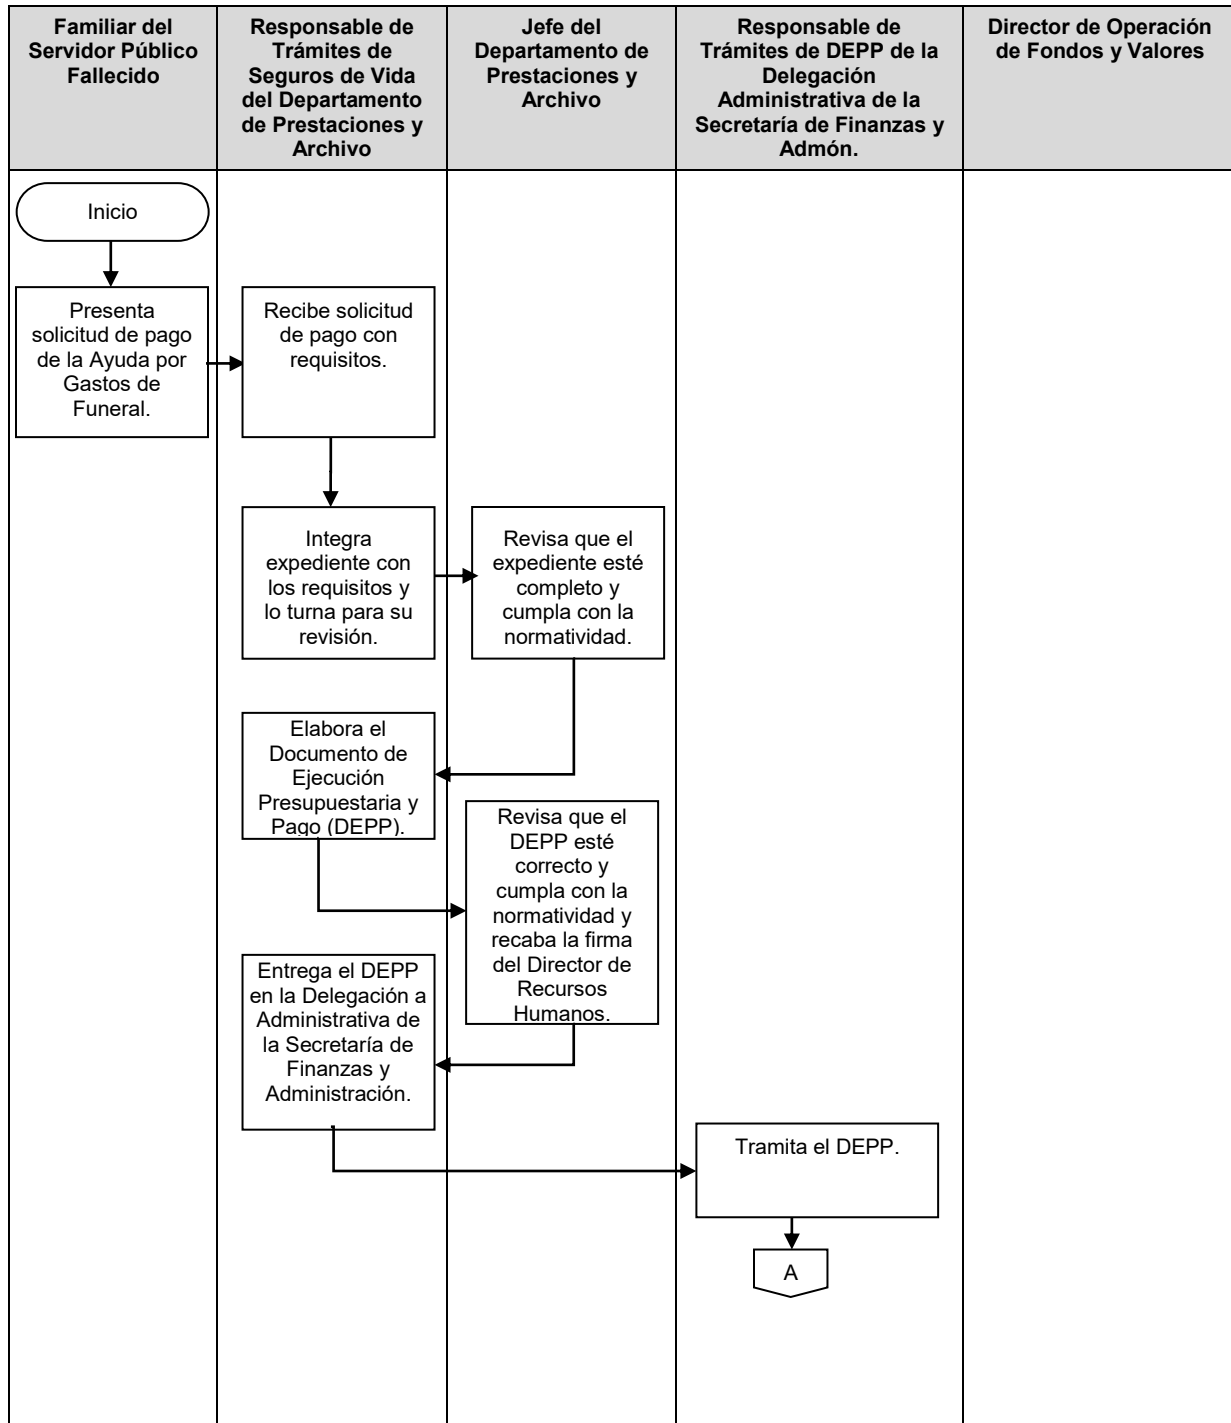 Familiar del
Servidor Público
Fallecido
Responsable de
Trámites de
Seguros de Vida
del Departamento
de Prestaciones y
Archivo
Jefe del
Departamento de
Prestaciones y
Archivo
Responsable de
Trámites de DEPP de la
Delegación
Administrativa de la
Secretaría de Finanzas y
Admón.
Director de Operación
de Fondos y Valores
Inicio
Presenta
solicitud de pago
de la Ayuda por
Gastos de
Funeral.
Recibe solicitud
de pago con
requisitos.
Integra
expediente con
los requisitos y
lo turna para su
revisión.
Revisa que el
expediente esté
completo y
cumpla con la
normatividad.
Elabora el
Documento de
Ejecución
Presupuestaria y
Pago (DEPP).
Revisa que el
DEPP esté
correcto y
cumpla con la
normatividad y
recaba la firma
del Director de
Recursos
Humanos.
Entrega el DEPP
en la Delegación a
Administrativa de
la Secretaría de
Finanzas y
Administración.
Tramita el DEPP.
A